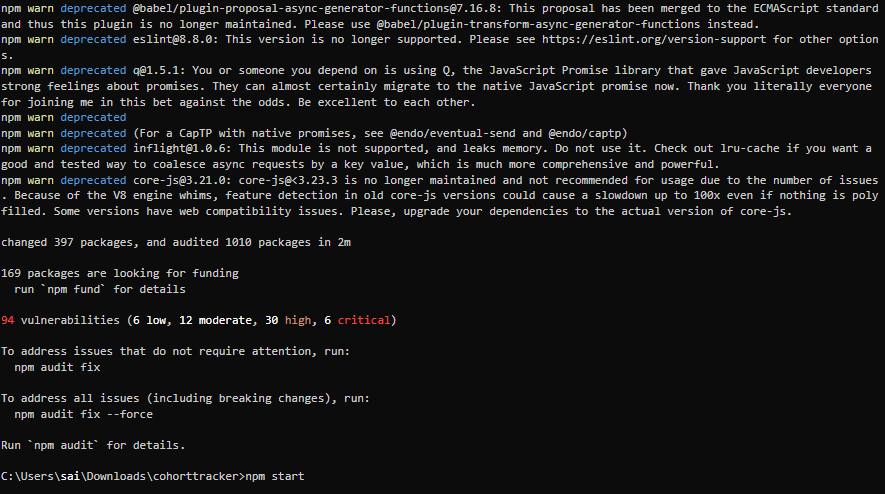 npm warn deprecated @babel/plugin-proposal-async-generator-functions@7.16.8: This proposal has been merged to the ECMAScript standard
and thus this plugin is no longer maintained. Please use @babel/plugin-transform-async-generator-functions instead.
npm warn deprecated eslint@8.8.0: This version is no longer supported. Please see https://eslint.org/version-support for other option
s.
npm warn deprecated q@1.5.1: You or someone you depend on is using Q, the JavaScript Promise library that gave JavaScript developers
strong feelings about promises. They can almost certainly migrate to the native JavaScript promise now. Thank you literally everyone
for joining me in this bet against the odds. Be excellent to each other.
npm warn deprecated
npm warn deprecated (For a CapTP with native promises, see @endo/eventual-send and @endo/captp)
npm warn deprecated inflight@1.0.6: This module is not supported, and leaks memory. Do not use it. Check out lru-cache if you want a
good and tested way to coalesce async requests by a key value, which is much more comprehensive and powerful.
npm warn deprecated core-js@3.21.0: core-js@<3.23.3 is no longer maintained and not recommended for usage due to the number of issues
. Because of the V8 engine whims, feature detection in old core-js versions could cause a slowdown up to 100x even if nothing is poly
filled. Some versions have web compatibility issues. Please, upgrade your dependencies to the actual version of core-js.
changed 397 packages, and audited 1010 packages in 2m
169 packages are looking for funding
run `npm fund` for details
94 vulnerabilities (6 low, 12 moderate, 30 high, 6 critical)
To address issues that do not require attention, run:
npm audit fix
To address all issues (including breaking changes), run:
npm audit fix --force
Run `npm audit` for details.
C:\Users\sai\Downloads\cohorttracker>npm start